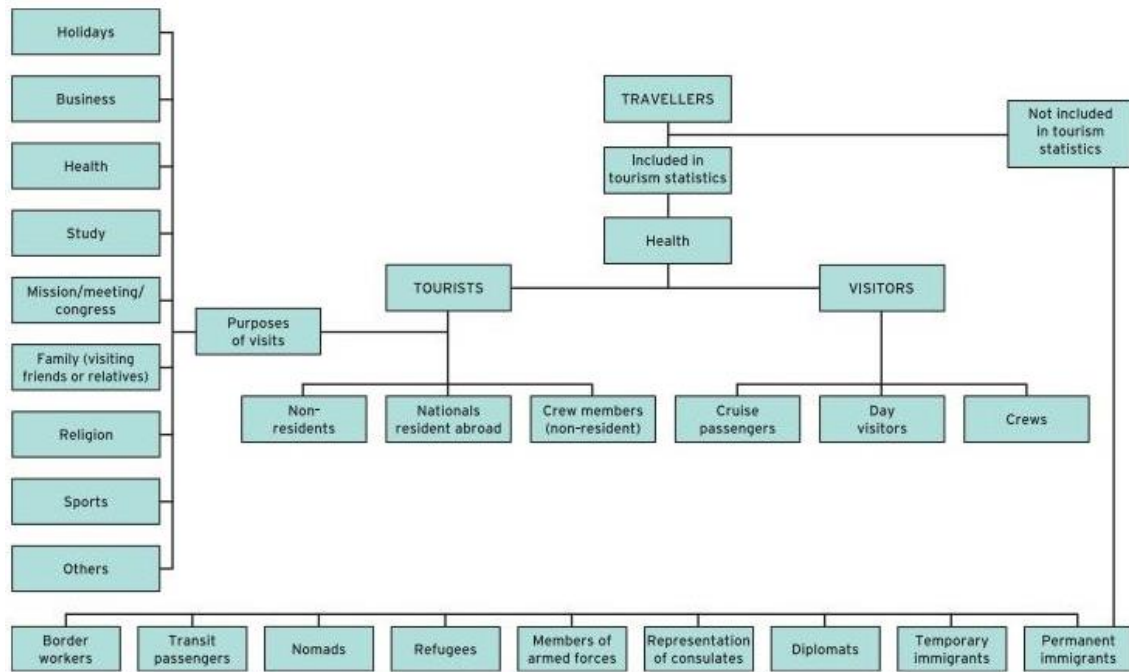 Holidays
Business
Health
Study
Mission/meeting/
congress
Family (visiting
friends or relatives)
Religion
Sports
Others
Purposes
of visits
TRAVELLERS
Included in
tourism statistics
Health
Not included
in tourism
statistics
TOURISTS
VISITORS
Non-
residents
Nationals
resident abroad
Crew members
(non-resident)
Cruise
passengers
Day
visitors
Crews
Border
workers
Transit
passengers
Nomads
Refugees
Members of
armed forces
Representation
of consulates
Diplomats
Temporary
immigrants
Permanent
immigrants